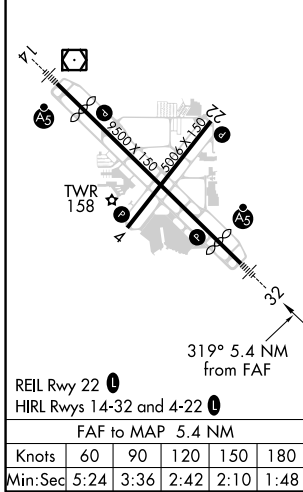 14
A5
P
9500 X 150
5006 X 150
22
P
TWR
158
P
4
P
A5
32
319° 5.4 NM
from FAF
REIL Rwy 22 L
HIRL Rwys 14-32 and 4-22 L
FAF to MAP 5.4 NM
Knots 60 90 120 150 180
Min:Sec 5:24 3:36 2:42 2:10 1:48